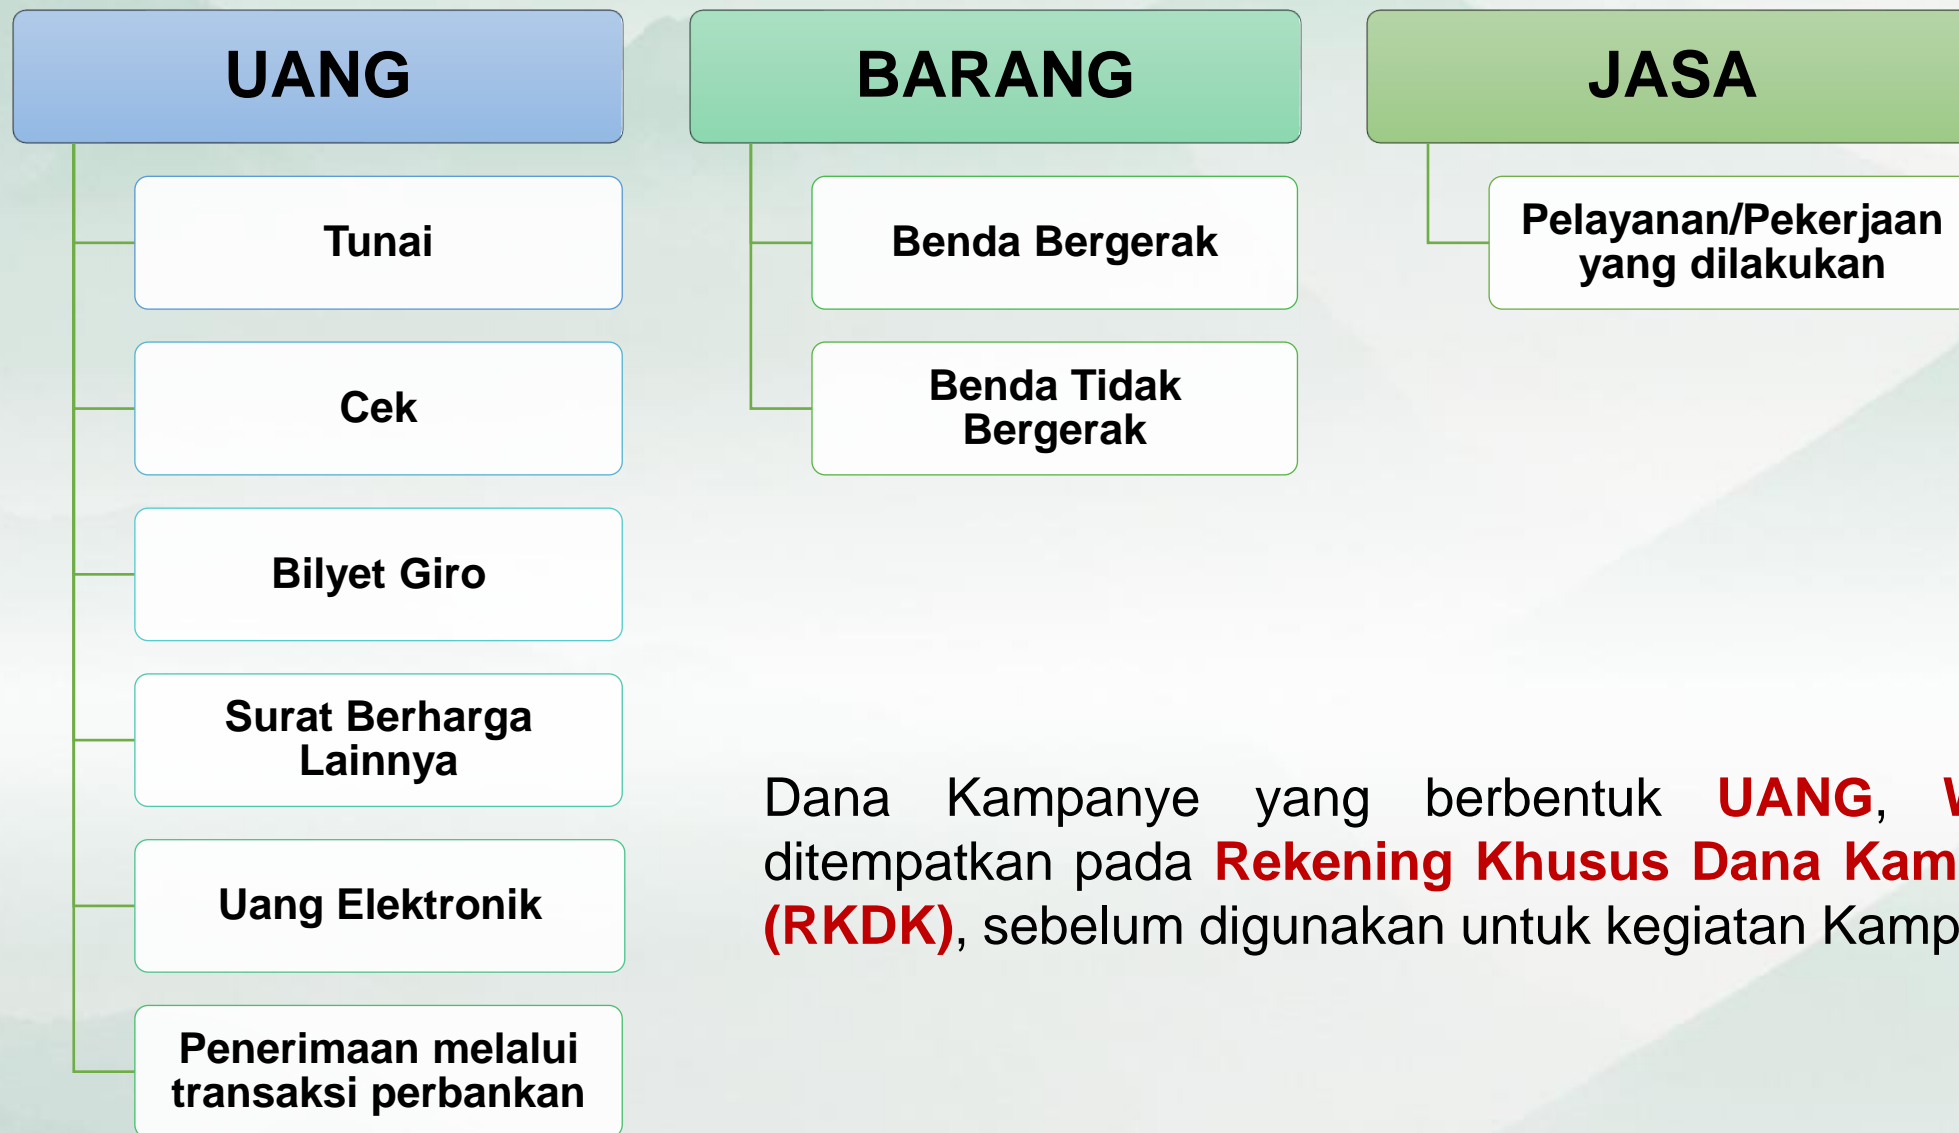 UANG
Tunai
Cek
Bilyet Giro
Surat Berharga
Lainnya
Uang Elektronik
Penerimaan melalui
transaksi perbankan
BARANG
Benda Bergerak
Benda Tidak
Bergerak
JASA
Pelayanan/Pekerjaan
yang dilakukan
Dana Kampanye yang berbentuk UANG,
ditempatkan pada Rekening Khusus Dana Kam
(RKDK), sebelum digunakan untuk kegiatan Kamp